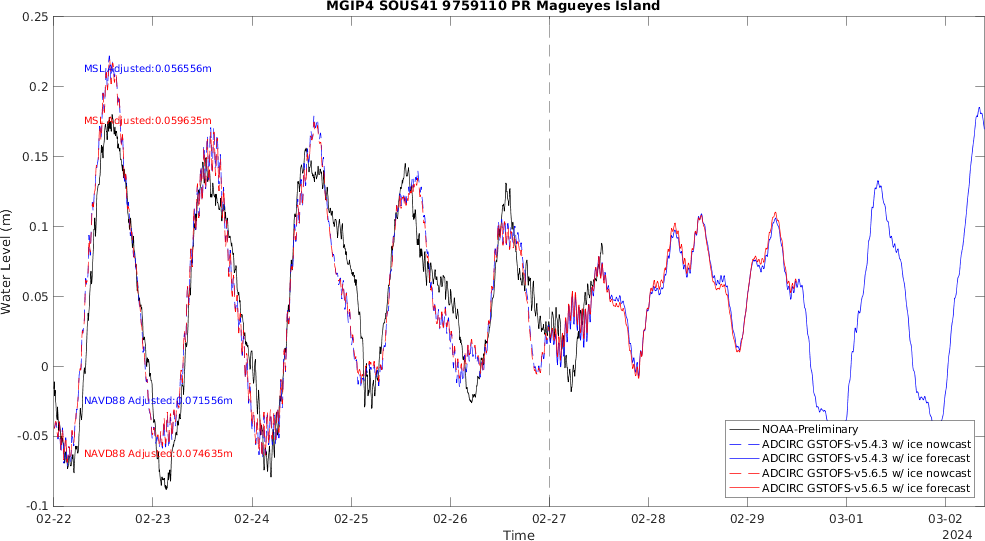 MGIP4 SOUS41 9759110 PR Magueyes Island
0.25
0.2
0.15
0.1
0.05
0
-0.05
-0.1
Water Level (m)
MSL Adjusted:0.056556m
MSL Adjusted:0.059635m
NAVD88 Adjusted:0.071556m
NAVD88 Adjusted:0.074635m
NOAA-Preliminary
ADCIRC GSTOFS-v5.4.3 w/ ice nowcast
ADCIRC GSTOFS-v5.4.3 w/ ice forecast
ADCIRC GSTOFS-v5.6.5 w/ ice nowcast
ADCIRC GSTOFS-v5.6.5 w/ ice forecast
02-22 02-23 02-24 02-25 02-26 02-27 02-28 02-29 03-01 03-02
Time
2024